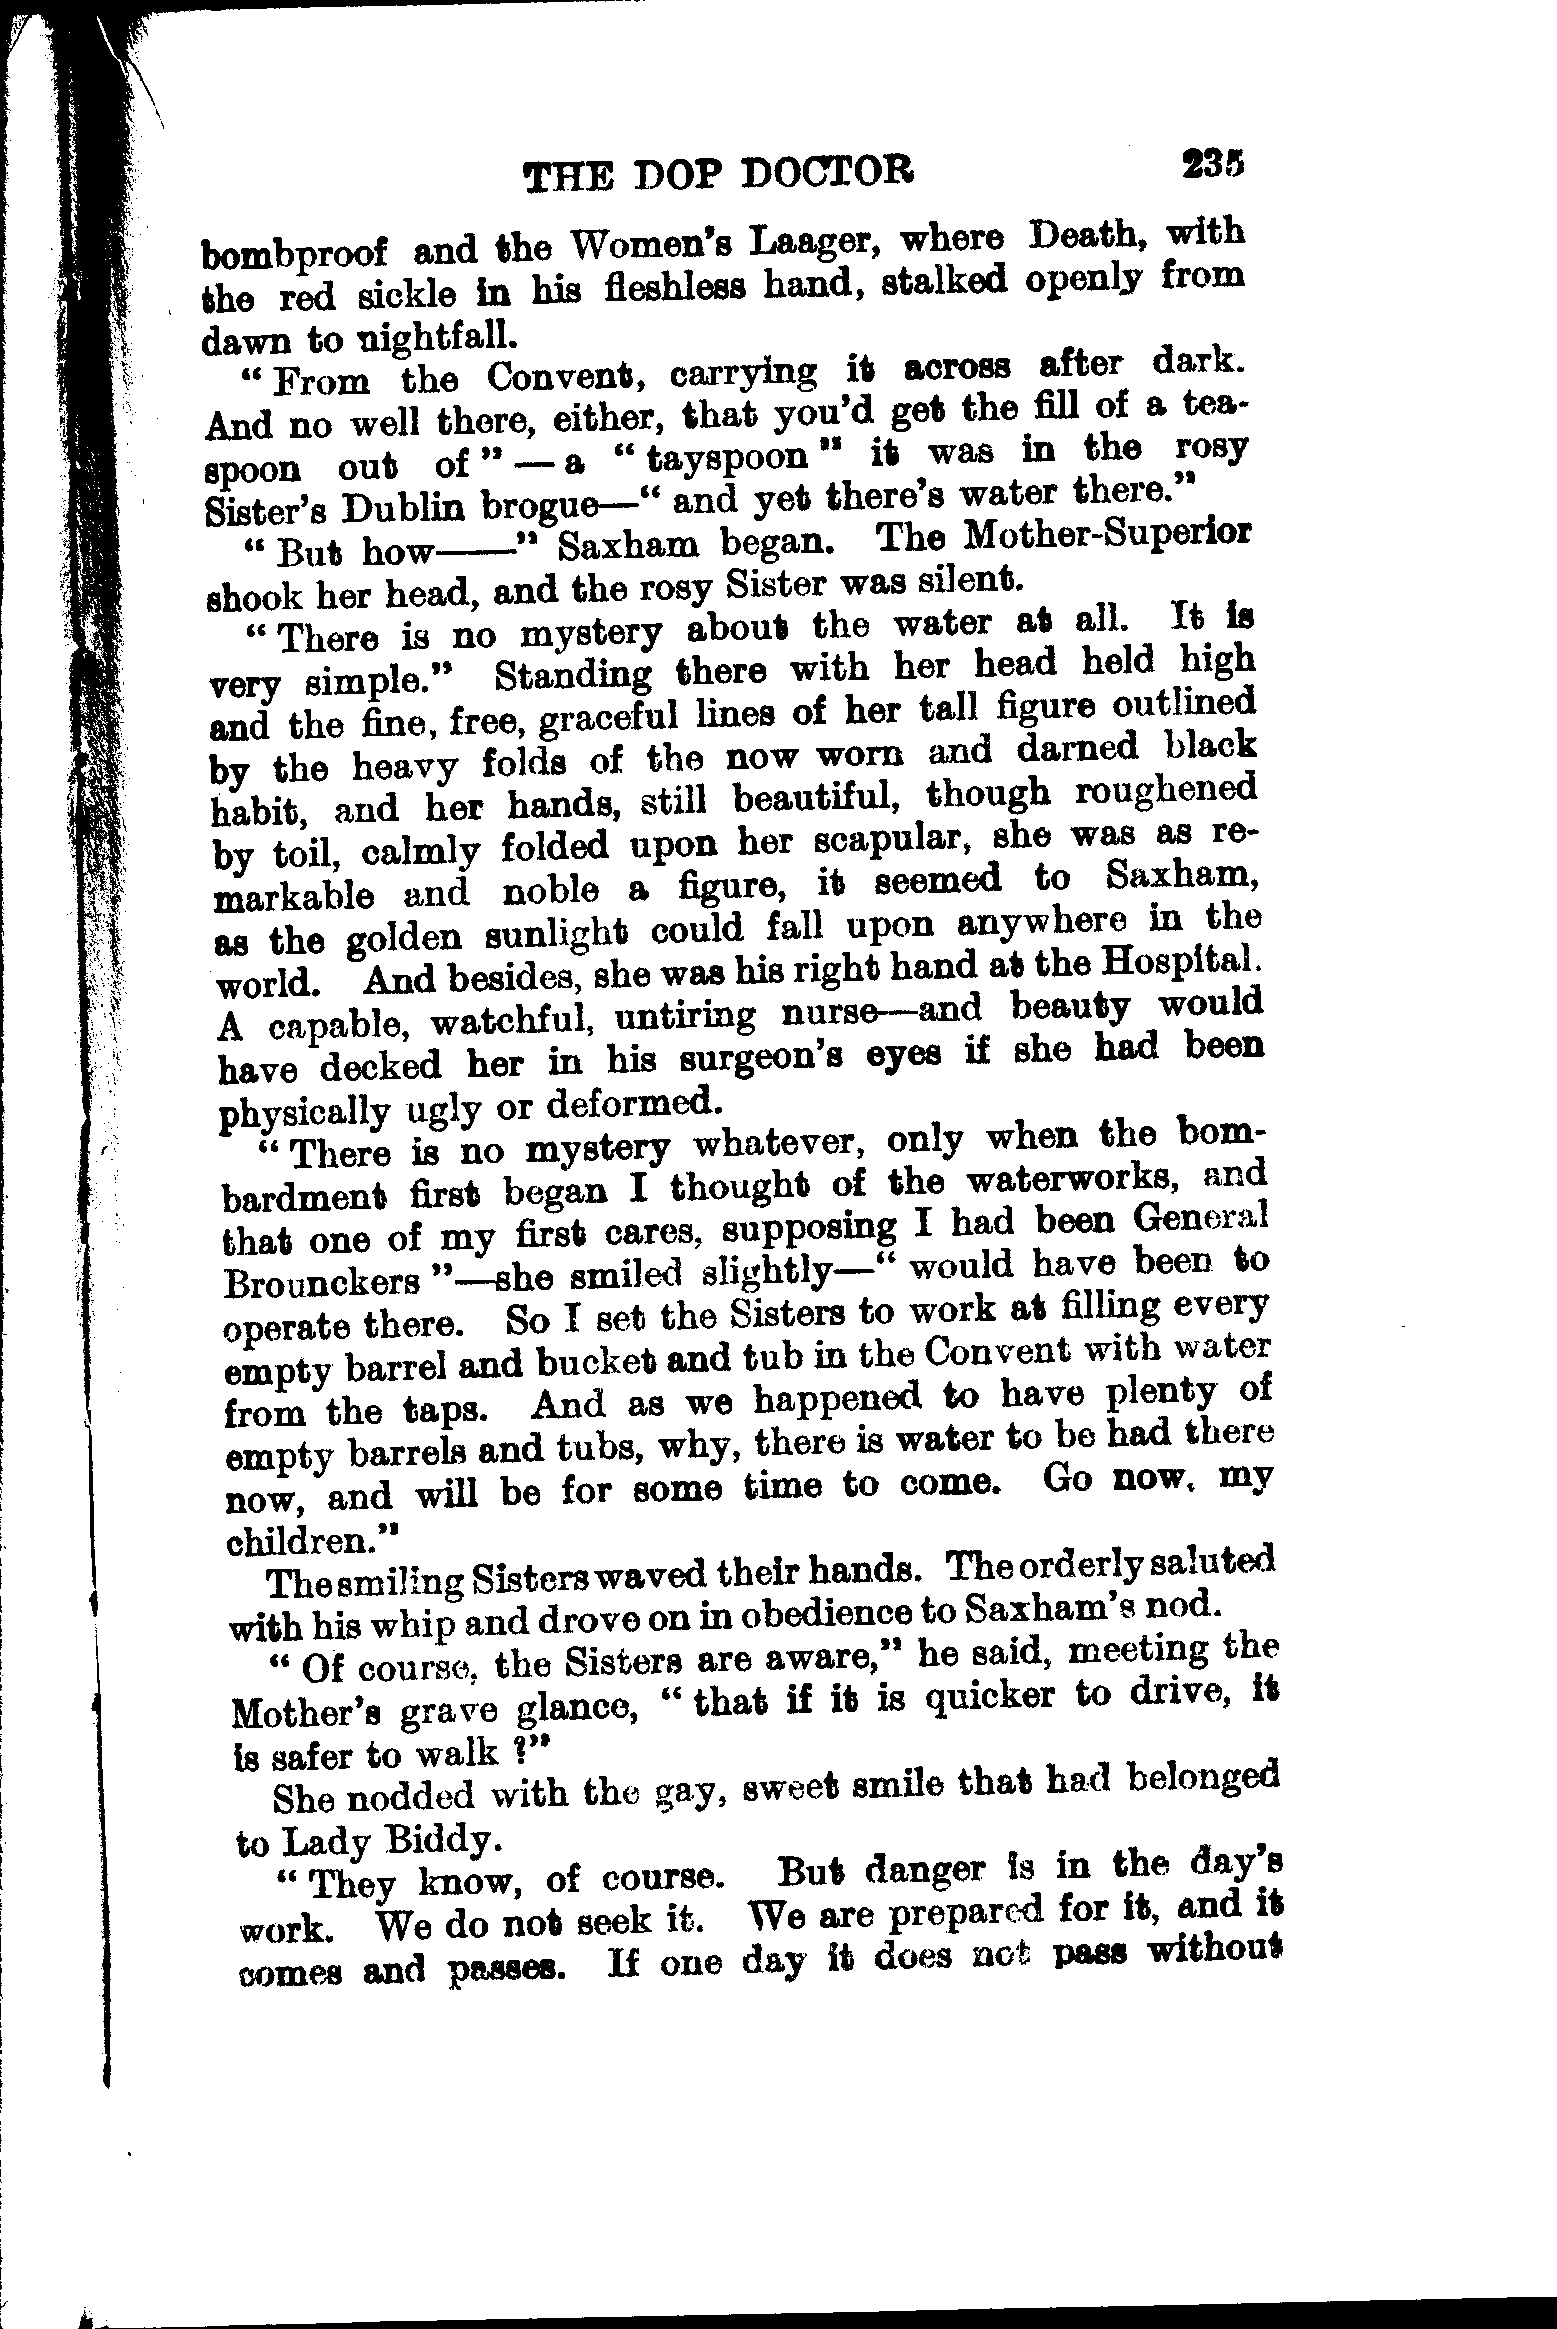 THE DOP DOCTOR 235
bombproof and the Women's Laager, where Death, with
the red sickle in his fleshless hand, stalked openly from
dawn to nightfall.
“ From the Convent, carrying it across after dark.
And no well there, either, that you'd get the fill of a tea-
spoon out of ” — a “ tayspoon ” it was in the rosy
Sister's Dublin brogue—“ and yet there's water there.”
“ But how——” Saxham began. The Mother-Superior
shook her head, and the rosy Sister was silent.
“ There is no mystery about the water at all. It is
very simple.” Standing there with her head held high
and the fine, free, graceful lines of her tall figure outlined
by the heavy folds of the now worn and darned black
habit, and her hands, still beautiful, though roughened
by toil, calmly folded upon her scapular, she was as re-
markable and noble a figure, it seemed to Saxham,
as the golden sunlight could fall upon anywhere in the
world. And besides, she was his right hand at the Hospital.
A capable, watchful, untiring nurse—and beauty would
have decked her in his surgeon's eyes if she had been
physically ugly or deformed.
“ There is no mystery whatever, only when the bom-
bardment first began I thought of the waterworks, and
that one of my first cares, supposing I had been General
Brounckers ”—she smiled slightly—“ would have been to
operate there. So I set the Sisters to work at filling every
empty barrel and bucket and tub in the Convent with water
from the taps. And as we happened to have plenty of
empty barrels and tubs, why, there is water to be had there
now, and will be for some time to come. Go now, my
children.”
The smiling Sisters waved their hands. The orderly saluted
with his whip and drove on in obedience to Saxham's nod.
“ Of course, the Sisters are aware,” he said, meeting the
Mother's grave glance, “ that if it is quicker to drive, it
is safer to walk ?”
She nodded with the gay, sweet smile that had belonged
to Lady Biddy.
“ They know, of course. But danger is in the day's
work. We do not seek it. We are prepared for it, and it
comes and passes. If one day it does not pass without